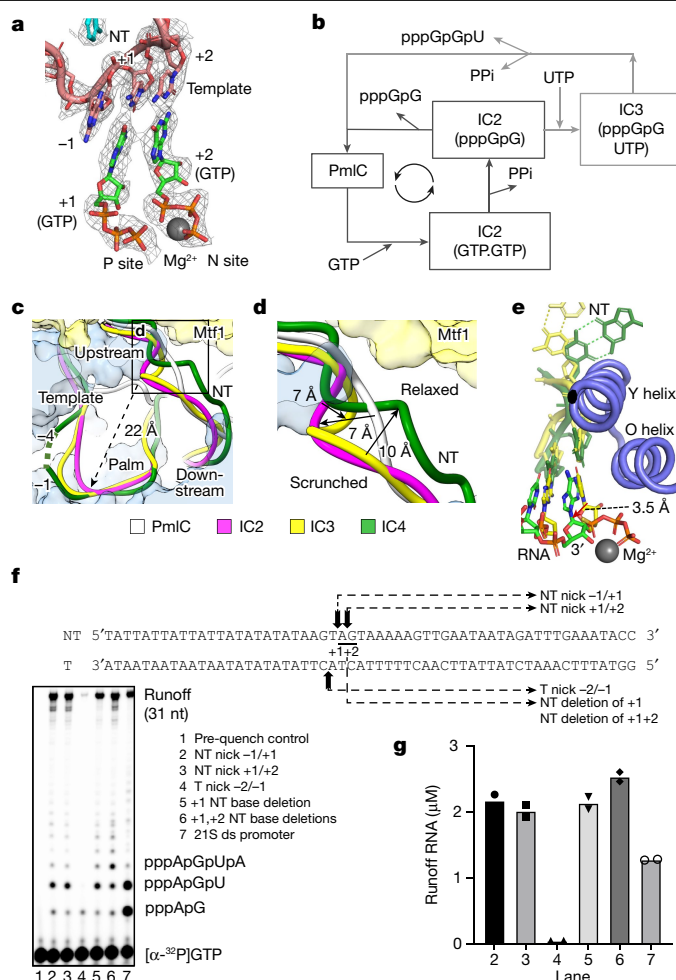 a
NT
+1
+2
Template
−1
+2
(GTP)
+1
(GTP)
P site
Mg²⁺
N site
b
pppGpGpU
PPi
UTP
pppGpG
IC2
(pppGpG)
IC3
(pppGpG
UTP)
PmlC
PPi
IC2
(GTP.GTP)
GTP
c
d
Mtf1
Upstream
NT
Template
22 Å
−4
Palm
−1
Down-
stream
d
Mtf1
7 Å
Relaxed
7 Å
10 Å
NT
Scrunched
PmlC
IC2
IC3
IC4
e
NT
Y helix
O helix
3.5 Å
RNA
3′
Mg²⁺
f
NT nick −1/+1
NT nick +1/+2
NT 5′TATTATTATTATTATATATATAAGTAGTAAAAAGTTGAATAATAGATTTGAAATACC 3′
+1+2
T 3′ATAATAATAATAATATATATATTCATCATTTTTCAACTTATTATCTAAACTTTATGG 5′
T nick −2/−1
NT deletion of +1
NT deletion of +1+2
Runoff
(31 nt)
1 Pre-quench control
2 NT nick −1/+1
3 NT nick +1/+2
4 T nick −2/−1
5 +1 NT base deletion
6 +1,+2 NT base deletions
7 21S ds promoter
pppApGpUpA
pppApGpU
pppApG
[α-³²P]GTP
1 2 3 4 5 6 7
g
Runoff RNA (μM)
3
2
1
0
2 3 4 5 6 7
Lane